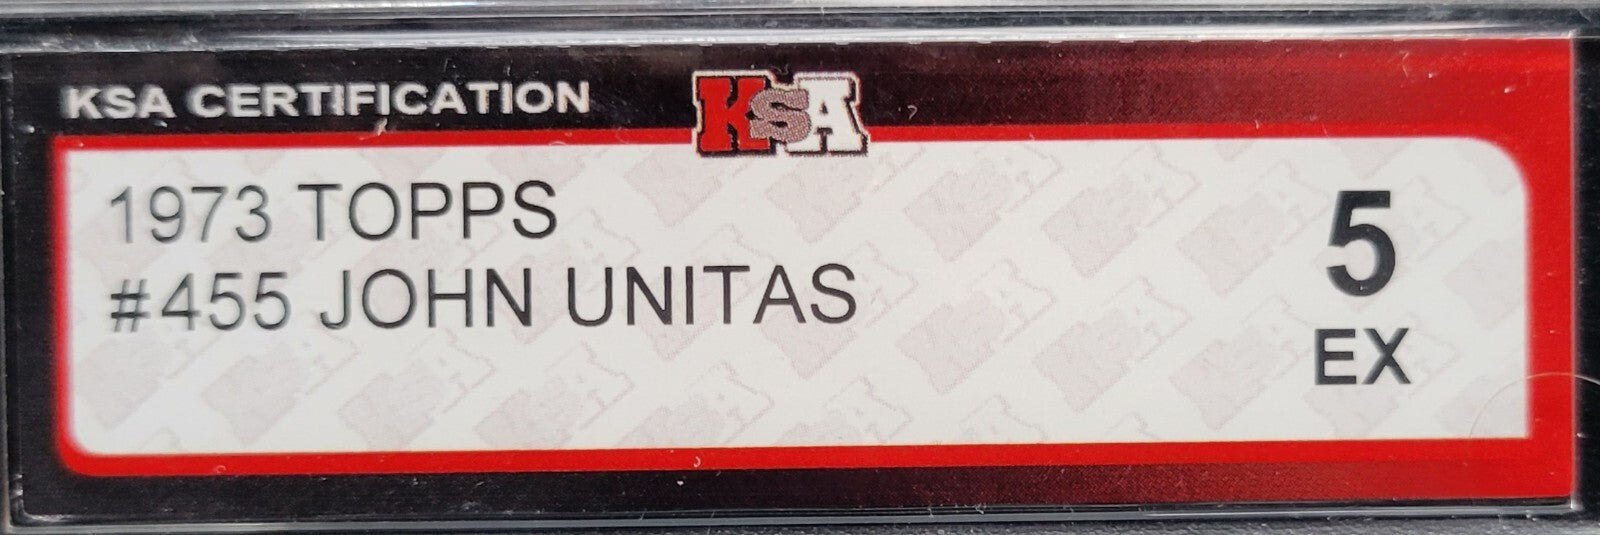 KSA CERTIFICATION
KSA
1973 TOPPS
#455 JOHN UNITAS
5
EX